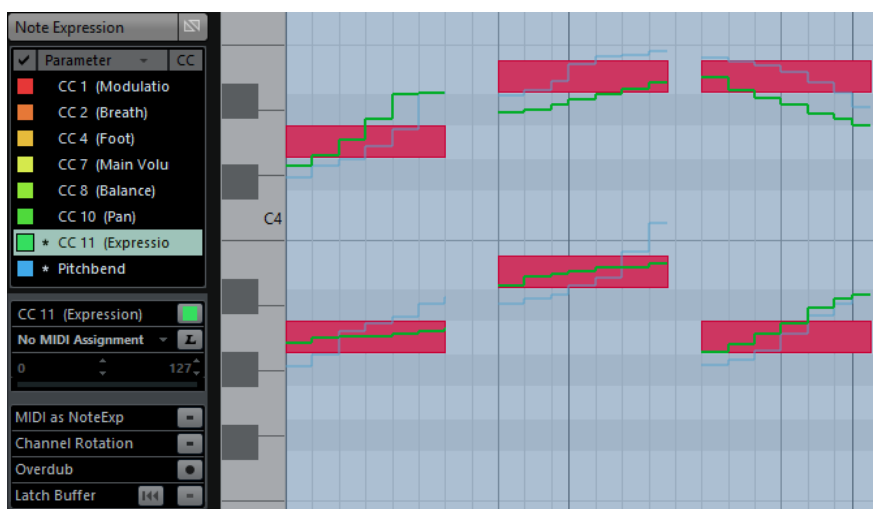 Note Expression
Parameter CC
CC 1 (Modulatio
CC 2 (Breath)
CC 4 (Foot)
CC 7 (Main Volu
CC 8 (Balance)
CC 10 (Pan)
* CC 11 (Expressio
* Pitchbend
CC 11 (Expression)
No MIDI Assignment L
0 127
MIDI as NoteExp
Channel Rotation
Overdub
Latch Buffer
C4